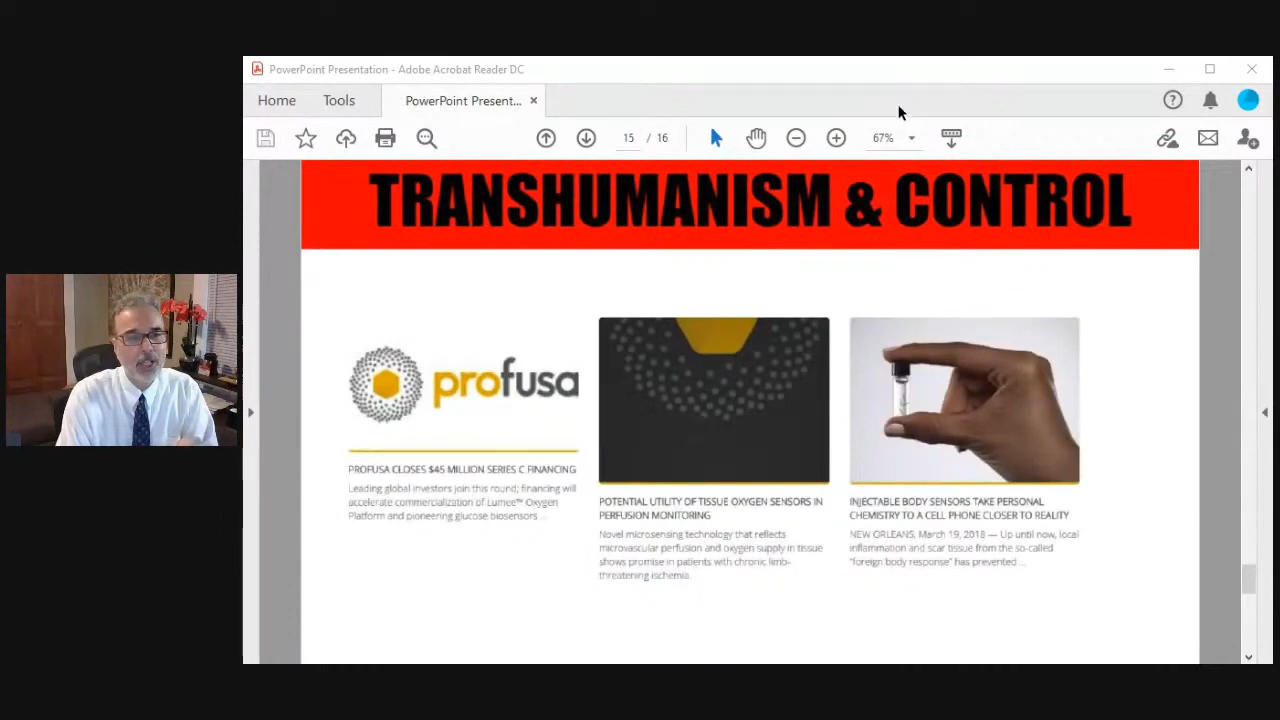 PowerPoint Presentation - Adobe Acrobat Reader DC
Home
Tools
PowerPoint Present...
15 / 16
67%
TRANSHUMANISM & CONTROL
profusa
PROFUSA CLOSES $45 MILLION SERIES C FINANCING
Leading global investors join this round; financing will
accelerate commercialization of Lumee™ Oxygen
Platform and pioneering glucose biosensors ...
POTENTIAL UTILITY OF TISSUE OXYGEN SENSORS IN
PERFUSION MONITORING
Novel microsensing technology that reflects
microvascular perfusion and oxygen supply in tissue
shows promise in patients with chronic limb-
threatening ischemia
INJECTABLE BODY SENSORS TAKE PERSONAL
CHEMISTRY TO A CELL PHONE CLOSER TO REALITY
NEW ORLEANS, March 19, 2018 — Up until now, local
inflammation and scar tissue from the so-called
"foreign body response" has prevented ...